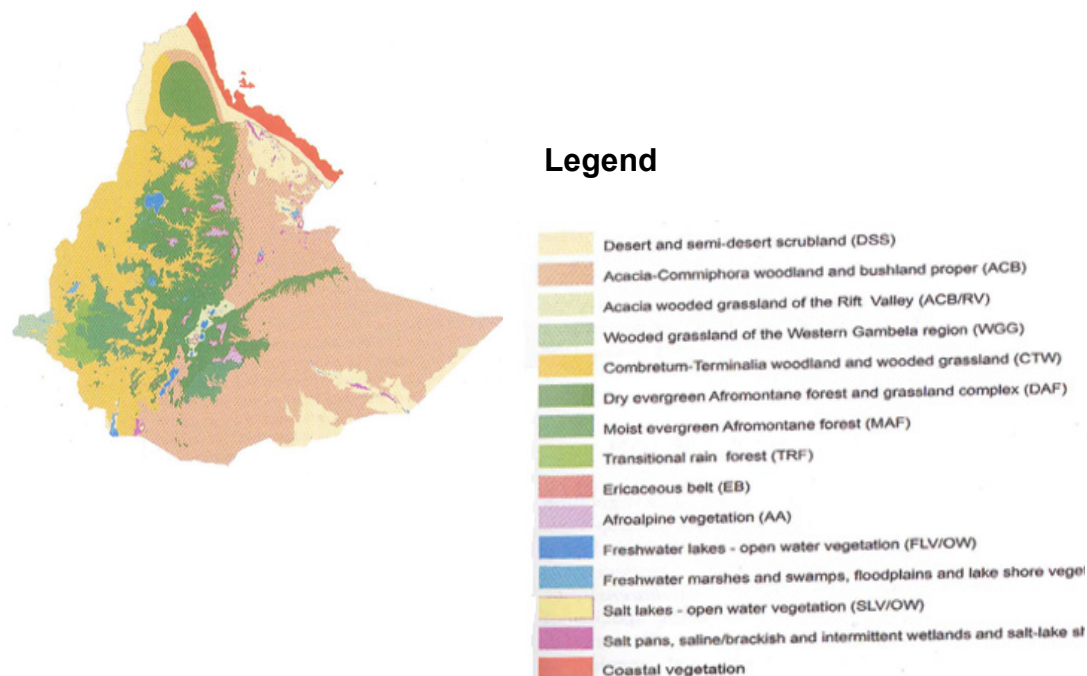 Legend
Desert and semi-desert scrubland (DSS)
Acacia-Commiphora woodland and bushland proper (ACB)
Acacia wooded grassland of the Rift Valley (ACB/RV)
Wooded grassland of the Western Gambela region (WGG)
Combretum-Terminalia woodland and wooded grassland (CTW)
Dry evergreen Afromontane forest and grassland complex (DAF)
Moist evergreen Afromontane forest (MAF)
Transitional rain forest (TRF)
Ericaceous belt (EB)
Afroalpine vegetation (AA)
Freshwater lakes - open water vegetation (FLV/OW)
Freshwater marshes and swamps, floodplains and lake shore veget
Salt lakes - open water vegetation (SLV/OW)
Salt pans, saline/brackish and intermittent wetlands and salt-lake sh
Coastal vegetation